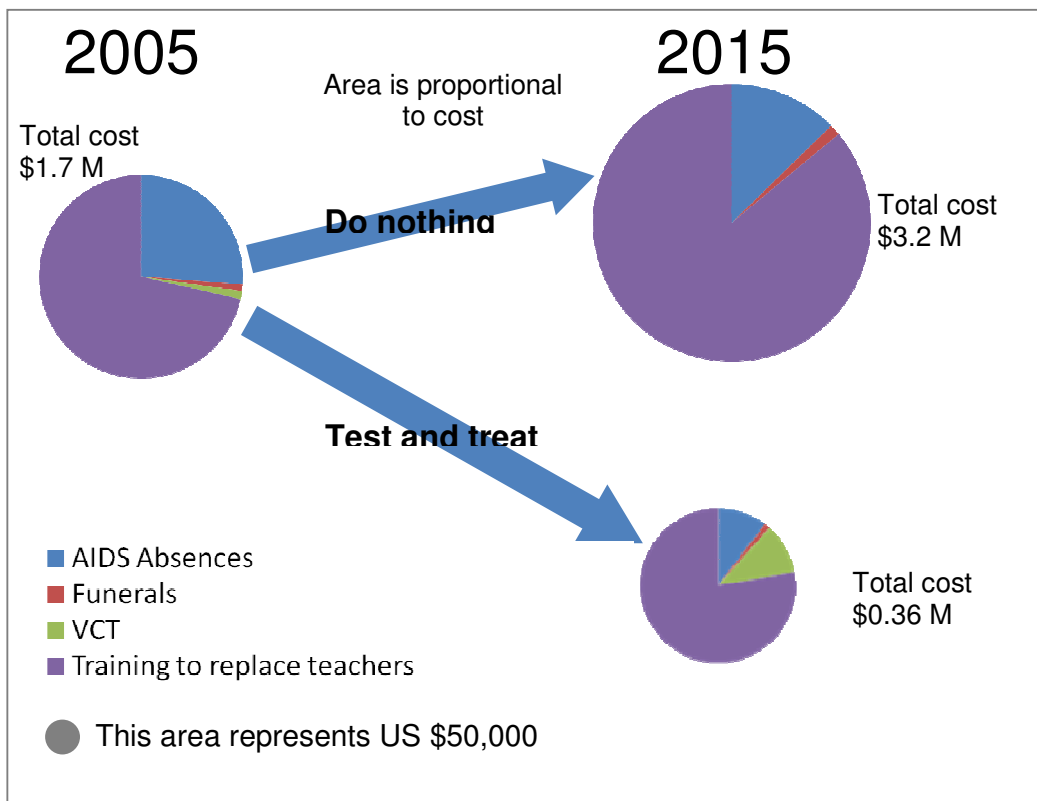 2005
2015
Area is proportional
to cost
Total cost
$1.7 M
Do nothing
Total cost
$3.2 M
Test and treat
AIDS Absences
Funerals
VCT
Training to replace teachers
Total cost
$0.36 M
This area represents US $50,000